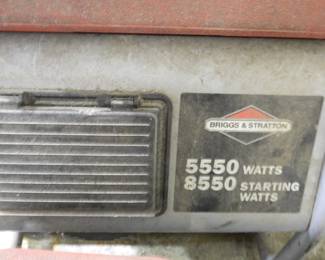 BRIGGS & STRATTON
5550 WATTS
8550 STARTING
WATTS